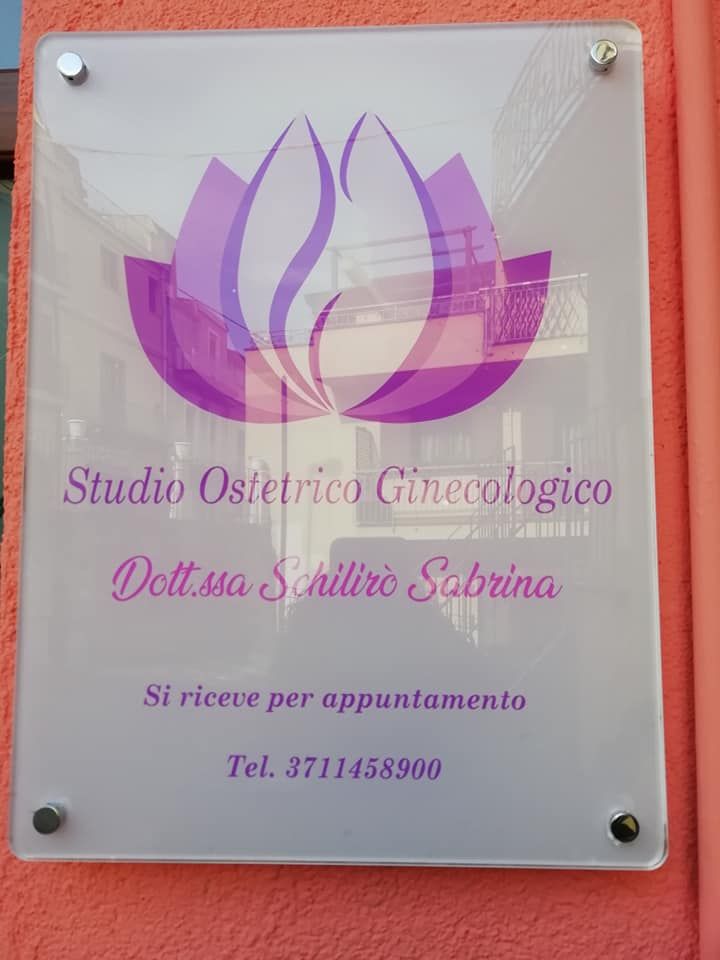 Studio Ostetrico Ginecologico
Dott.ssa Schilirò Sabrina
Si riceve per appuntamento
Tel. 3711458900